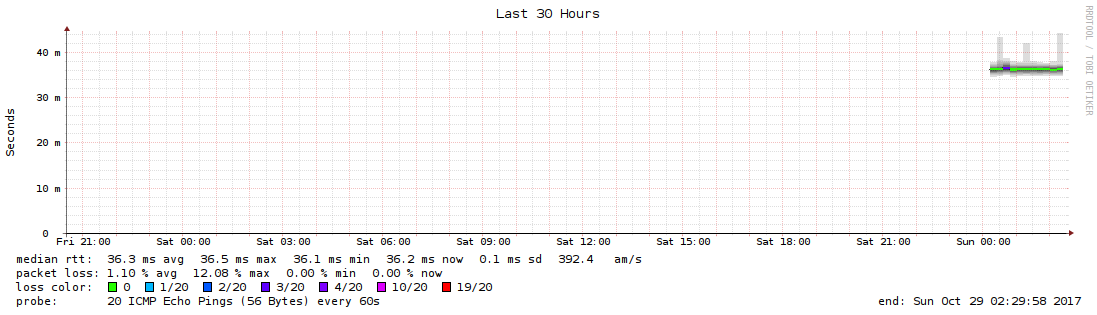 Last 30 Hours
RRDTOOL / TOBI OETIKER
Seconds
40 m
30 m
20 m
10 m
0
Fri 21:00 Sat 00:00 Sat 03:00 Sat 06:00 Sat 09:00 Sat 12:00 Sat 15:00 Sat 18:00 Sat 21:00 Sun 00:00
median rtt: 36.3 ms avg 36.5 ms max 36.1 ms min 36.2 ms now 0.1 ms sd 392.4 am/s
packet loss: 1.10 % avg 12.08 % max 0.00 % min 0.00 % now
loss color: 0 1/20 2/20 3/20 4/20 10/20 19/20
probe: 20 ICMP Echo Pings (56 Bytes) every 60s end: Sun Oct 29 02:29:58 2017